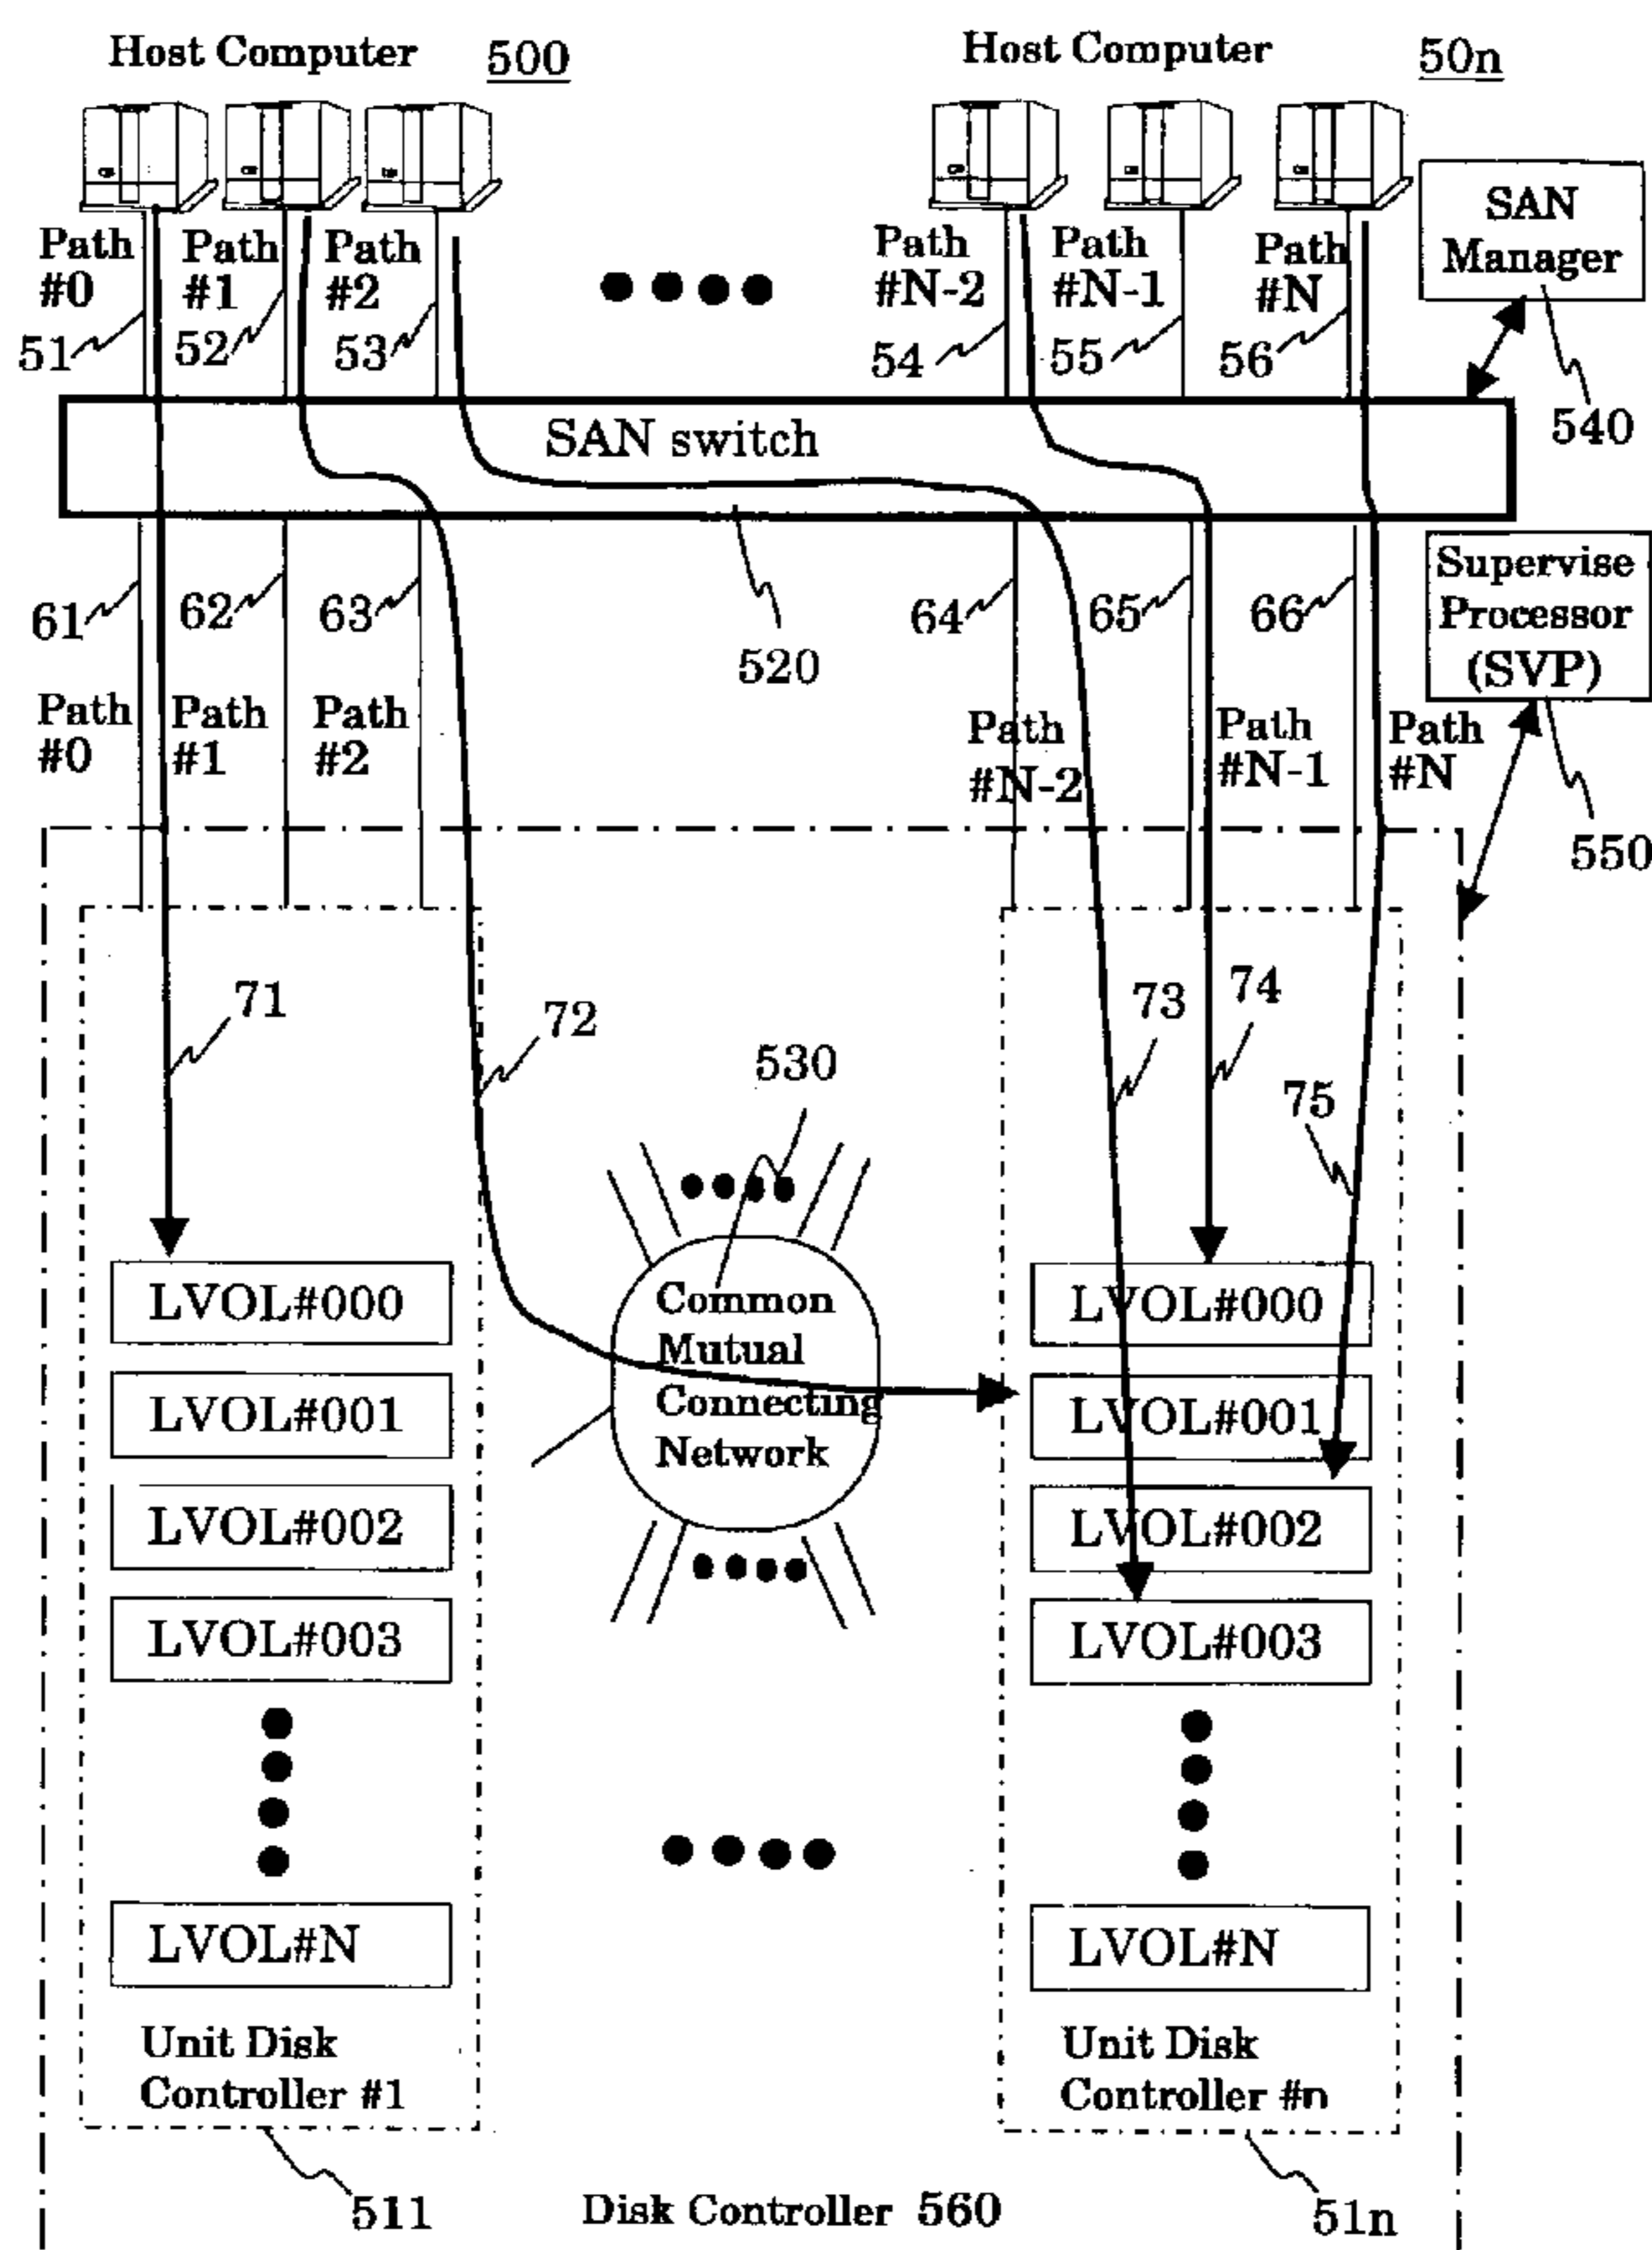 Host Computer 500
Host Computer 50n
SAN
Manager
540
Path
#0
Path
#1
Path
#2
Path
#N-2
Path
#N-1
Path
#N
51
52
53
54
55
56
SAN switch
520
Supervise
Processor
(SVP)
550
61
62
63
64
65
66
Path
#0
Path
#1
Path
#2
Path
#N-2
Path
#N-1
Path
#N
71
72
73
74
75
530
Common
Mutual
Connecting
Network
LVOL#000
LVOL#001
LVOL#002
LVOL#003
LVOL#N
Unit Disk
Controller #1
511
LVOL#000
LVOL#001
LVOL#002
LVOL#003
LVOL#N
Unit Disk
Controller #n
51n
Disk Controller 560